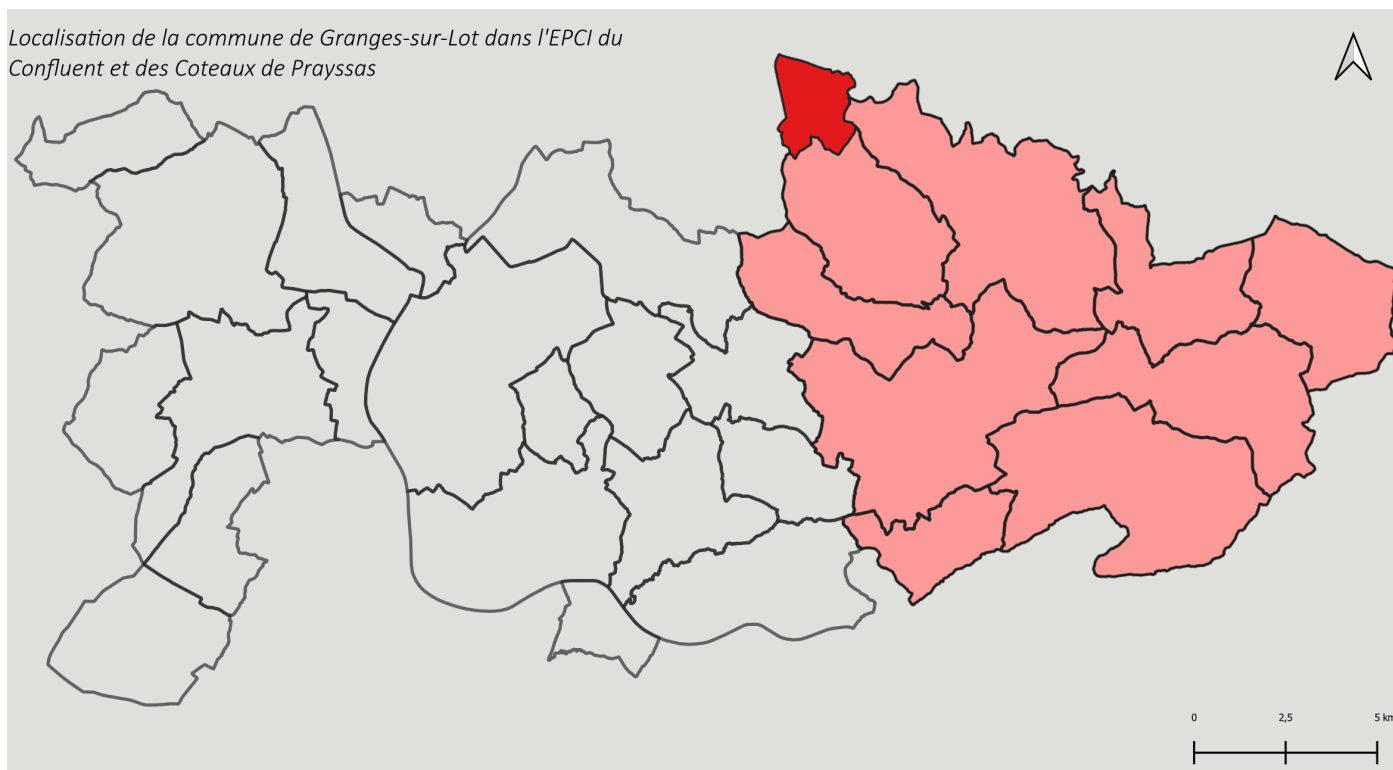 Localisation de la commune de Granges-sur-Lot dans l'EPCI du
Confluent et des Coteaux de Prayssas
0 2,5 5 km